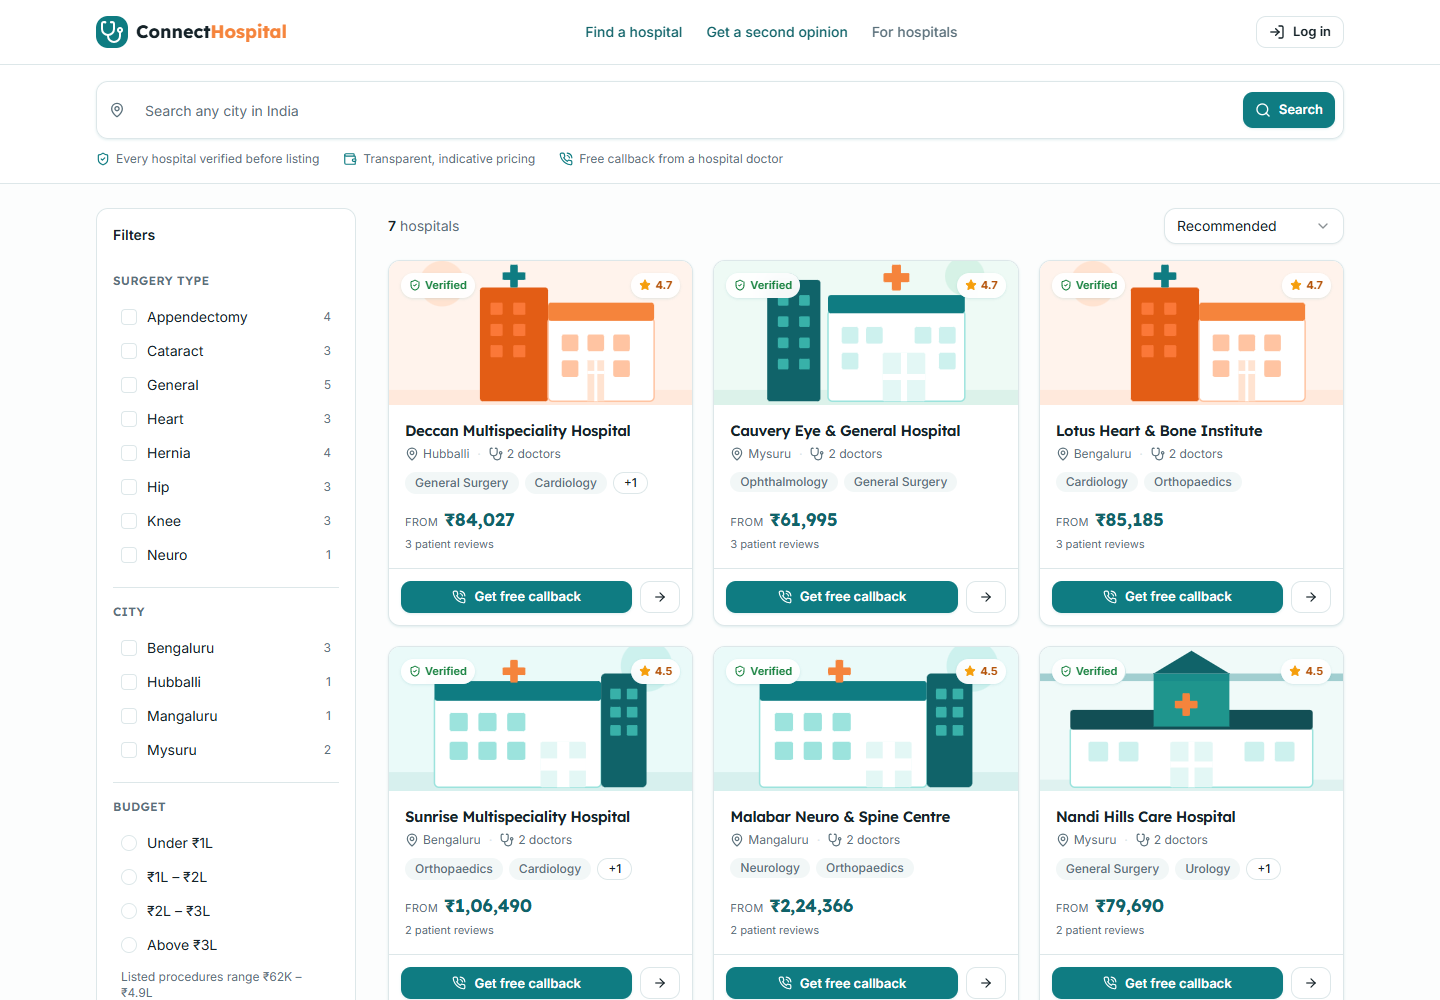 ConnectHospital
Find a hospital
Get a second opinion
For hospitals
Log in
Search any city in India
Search
Every hospital verified before listing
Transparent, indicative pricing
Free callback from a hospital doctor
Filters
SURGERY TYPE
Appendectomy 4
Cataract 3
General 5
Heart 3
Hernia 4
Hip 3
Knee 3
Neuro 1
CITY
Bengaluru 3
Hubballi 1
Mangaluru 1
Mysuru 2
BUDGET
Under ₹1L
₹1L – ₹2L
₹2L – ₹3L
Above ₹3L
Listed procedures range ₹62K –
₹4.9L
7 hospitals
Recommended
Verified
4.7
Deccan Multispeciality Hospital
Hubballi · 2 doctors
General Surgery Cardiology +1
FROM ₹84,027
3 patient reviews
Get free callback
Verified
4.7
Cauvery Eye & General Hospital
Mysuru · 2 doctors
Ophthalmology General Surgery
FROM ₹61,995
3 patient reviews
Get free callback
Verified
4.7
Lotus Heart & Bone Institute
Bengaluru · 2 doctors
Cardiology Orthopaedics
FROM ₹85,185
3 patient reviews
Get free callback
Verified
4.5
Sunrise Multispeciality Hospital
Bengaluru · 2 doctors
Orthopaedics Cardiology +1
FROM ₹1,06,490
2 patient reviews
Get free callback
Verified
4.5
Malabar Neuro & Spine Centre
Mangaluru · 2 doctors
Neurology Orthopaedics
FROM ₹2,24,366
2 patient reviews
Get free callback
Verified
4.5
Nandi Hills Care Hospital
Mysuru · 2 doctors
General Surgery Urology +1
FROM ₹79,690
2 patient reviews
Get free callback